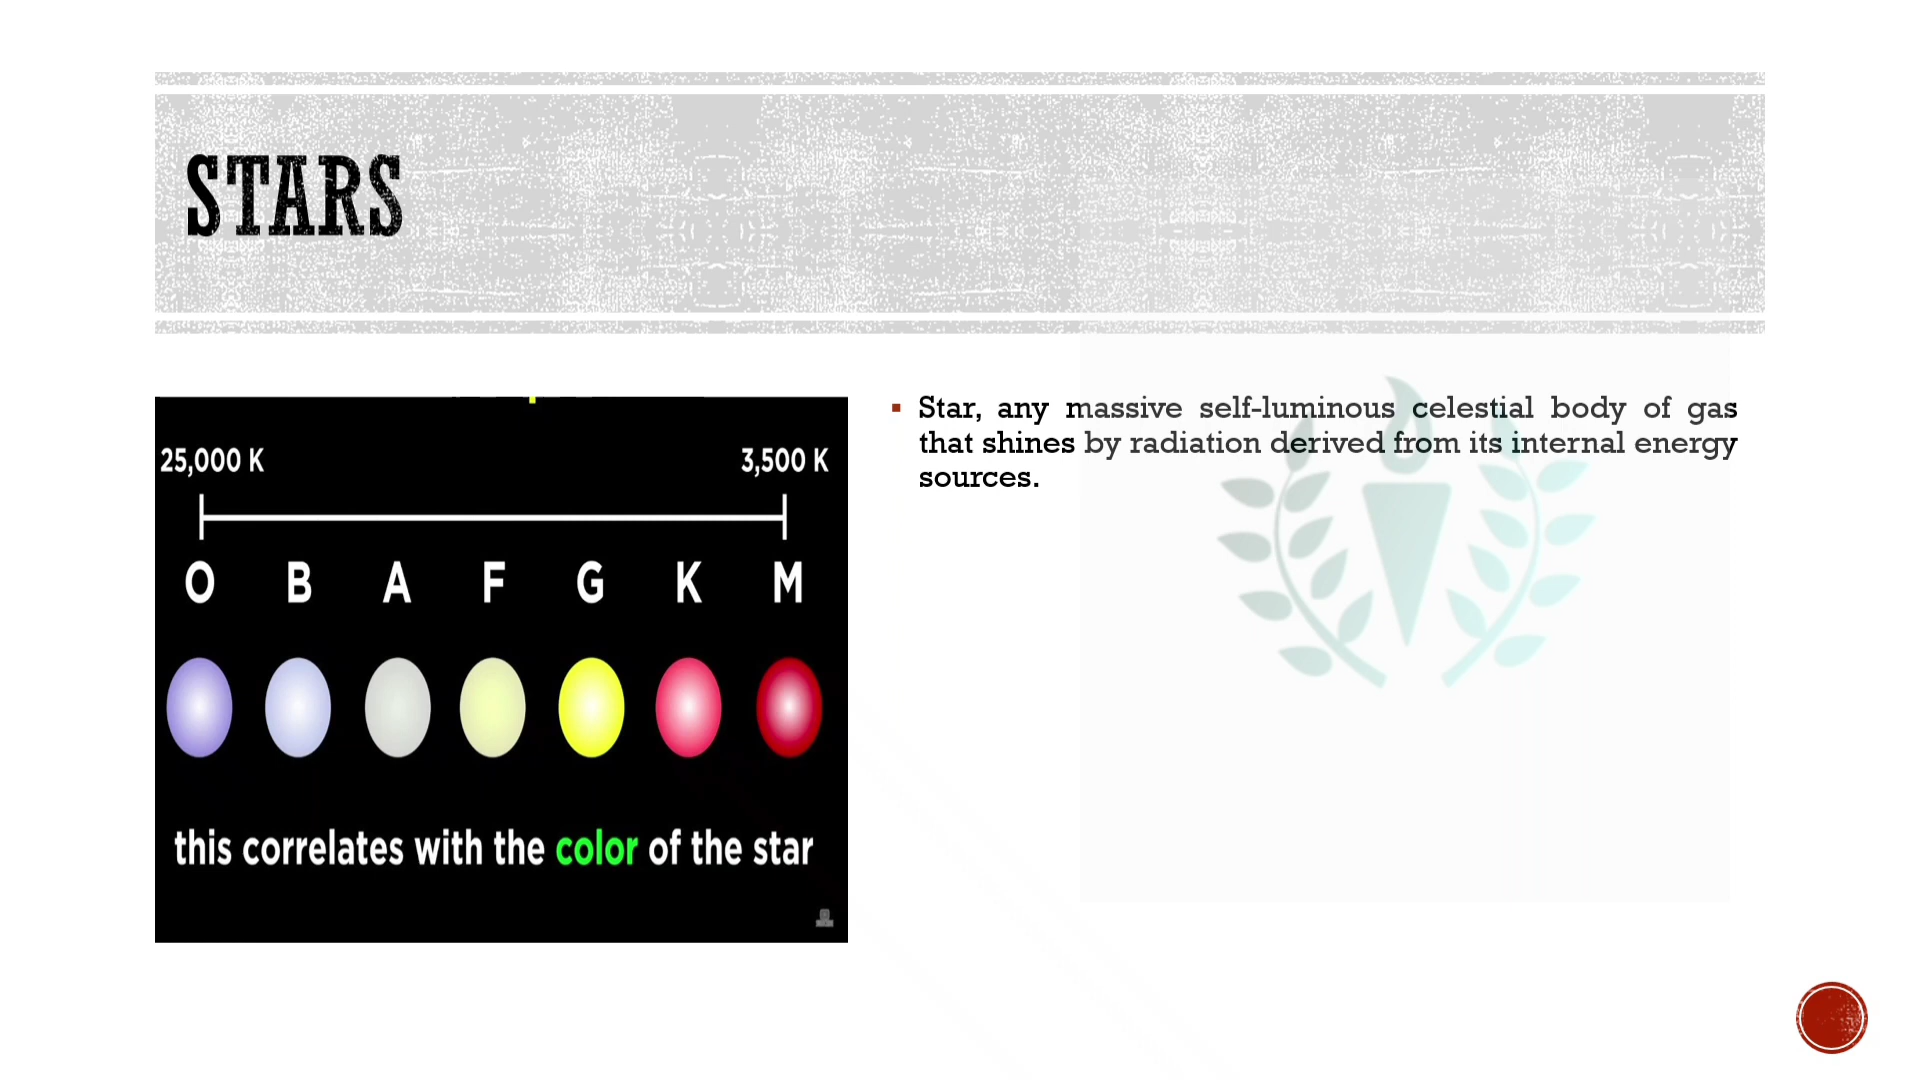 STARS
25,000 K 3,500 K
O B A F G K M
this correlates with the color of the star
Star, any massive self-luminous celestial body of gas
that shines by radiation derived from its internal energy
sources.